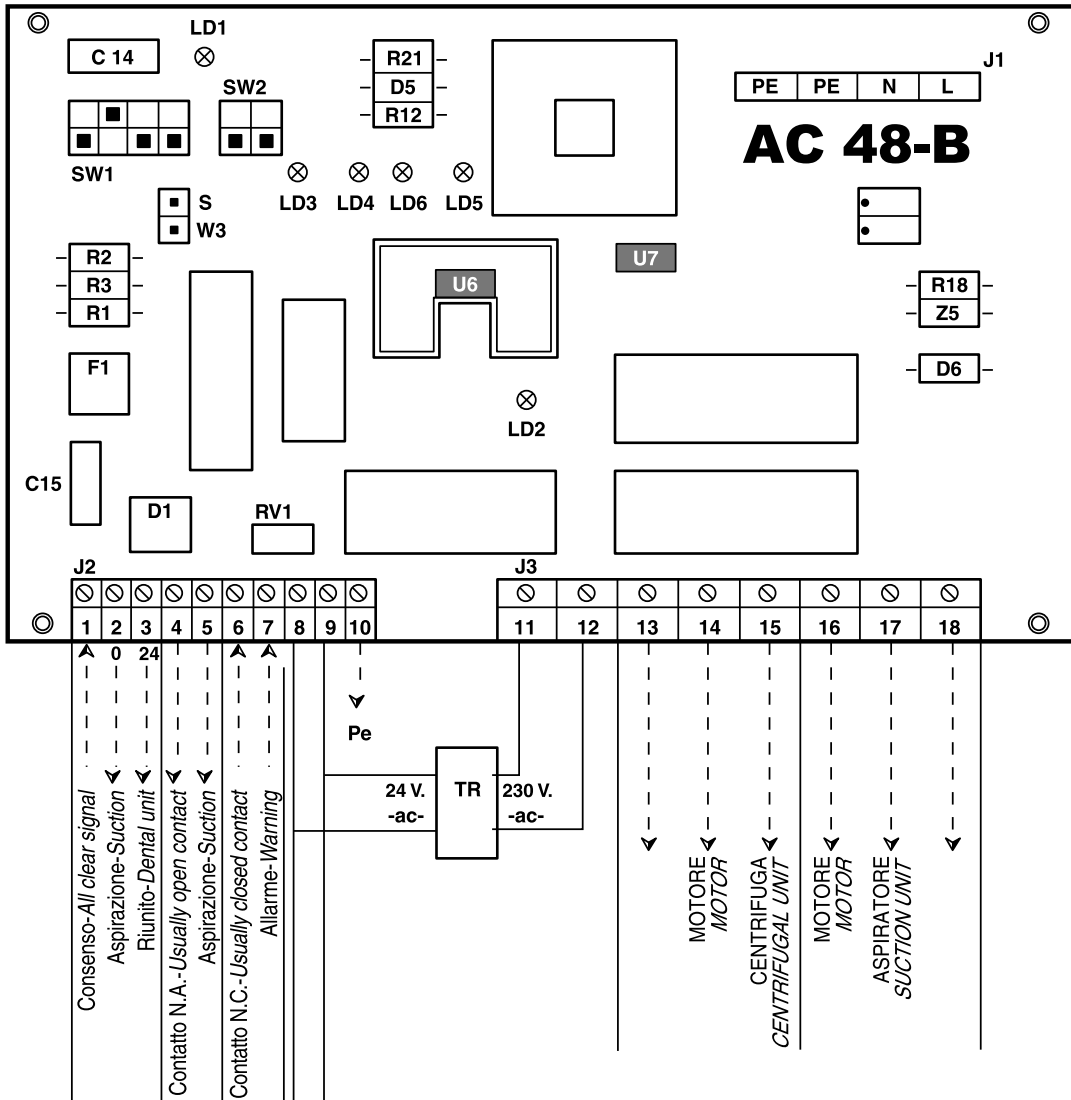 LD1
C 14
R21
J1
D5
SW2
PE PE N L
R12
AC 48-B
SW1
LD3 LD4 LD6 LD5
S
W3
R2
U7
R3
U6
R18
R1
Z5
F1
D6
LD2
C15
D1
RV1
J2
J3
1 2 3 4 5 6 7 8 9 10
11 12 13 14 15 16 17 18
0 24
Pe
24 V.
-ac-
TR
230 V.
-ac-
Consenso-All clear signal
Aspirazione-Suction
Riunito-Dental unit
Contatto N.A.-Usually open contact
Aspirazione-Suction
Contatto N.C.-Usually closed contact
Allarme-Warning
MOTORE
MOTOR
CENTRIFUGA
CENTRIFUGAL UNIT
MOTORE
MOTOR
ASPIRATORE
SUCTION UNIT